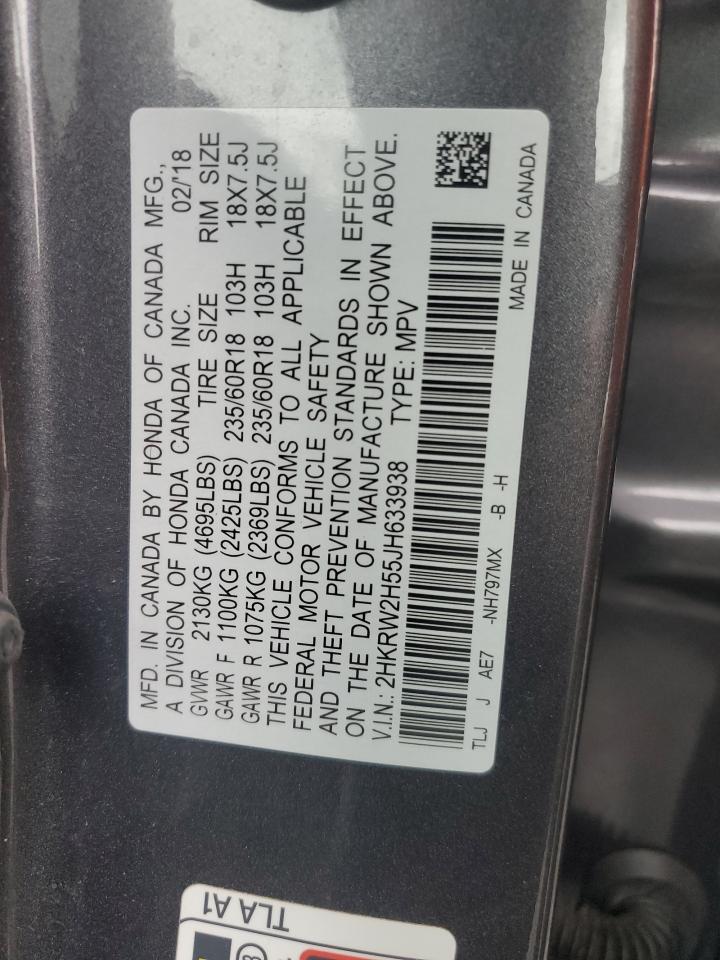 MFD. IN CANADA BY HONDA OF CANADA MFG.,
A DIVISION OF HONDA CANADA INC. 02/'18
GVWR 2130KG (4695LBS) TIRE SIZE RIM SIZE
GAWR F 1100KG (2425LBS) 235/60R18 103H 18X7.5J
GAWR R 1075KG (2369LBS) 235/60R18 103H 18X7.5J
THIS VEHICLE CONFORMS TO ALL APPLICABLE
FEDERAL MOTOR VEHICLE SAFETY
AND THEFT PREVENTION STANDARDS IN EFFECT
ON THE DATE OF MANUFACTURE SHOWN ABOVE.
V.I.N.: 2HKRW2H55JH633938 TYPE: MPV
TLJ J AE7 -NH797MX -B -H
MADE IN CANADA
TLA A1